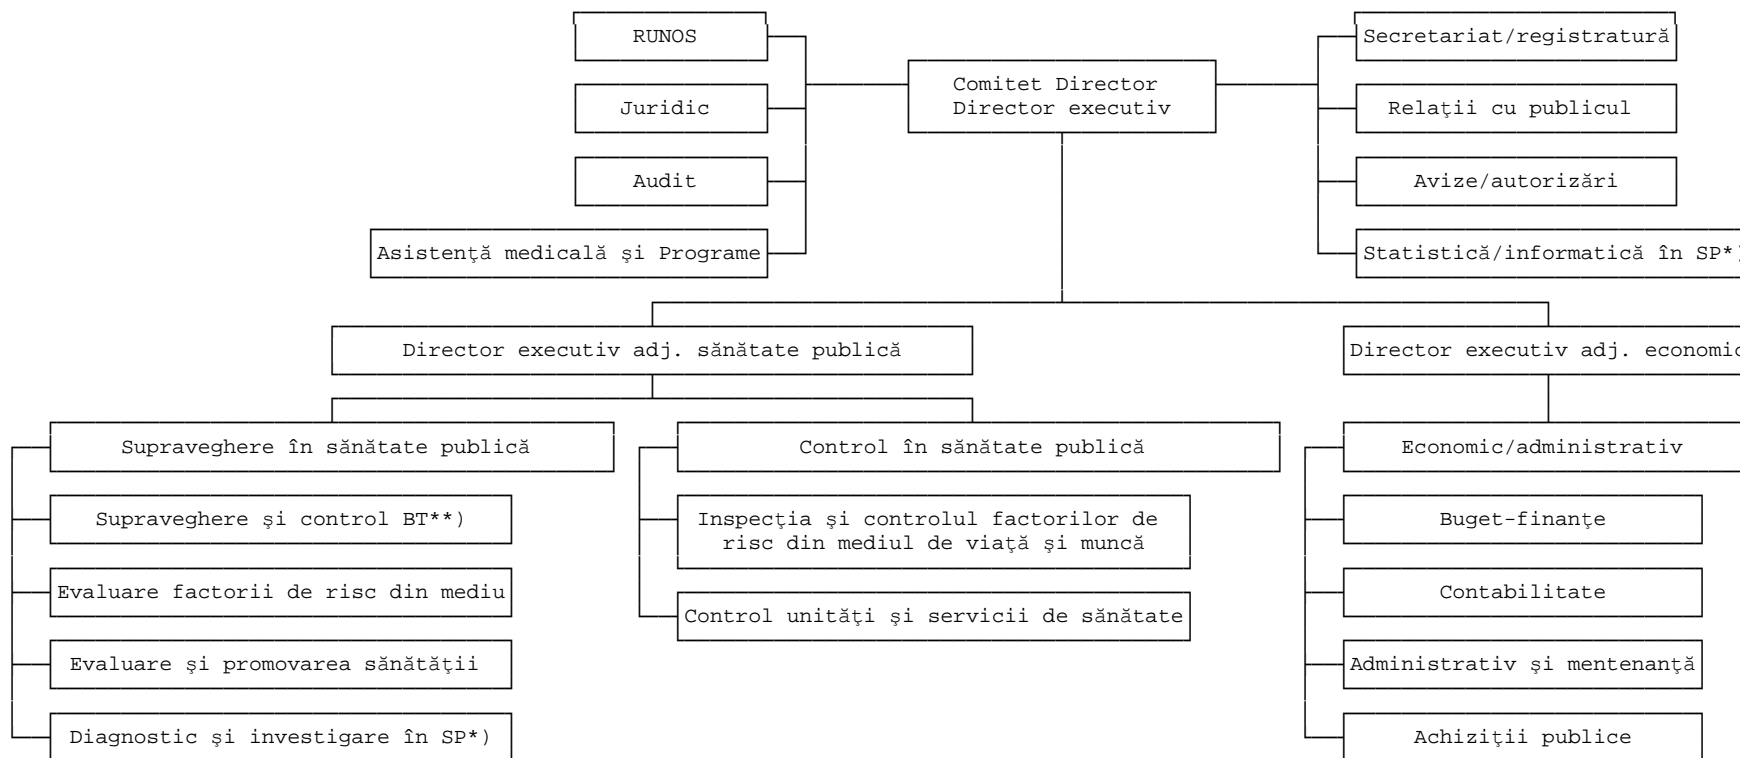 RUNOS
Secretariat/registratură
Comitet Director
Director executiv
Juridic
Relaţii cu publicul
Audit
Avize/autorizări
Asistenţă medicală şi Programe
Statistică/informatică în SP*)
Director executiv adj. sănătate publică
Director executiv adj. economic
Supraveghere în sănătate publică
Control în sănătate publică
Economic/administrativ
Supraveghere şi control BT**)
Inspecţia şi controlul factorilor de
risc din mediul de viaţă şi muncă
Buget-finanţe
Evaluare factorii de risc din mediu
Control unităţi şi servicii de sănătate
Contabilitate
Evaluare şi promovarea sănătăţii
Administrativ şi mentenanţă
Diagnostic şi investigare în SP*)
Achiziţii publice